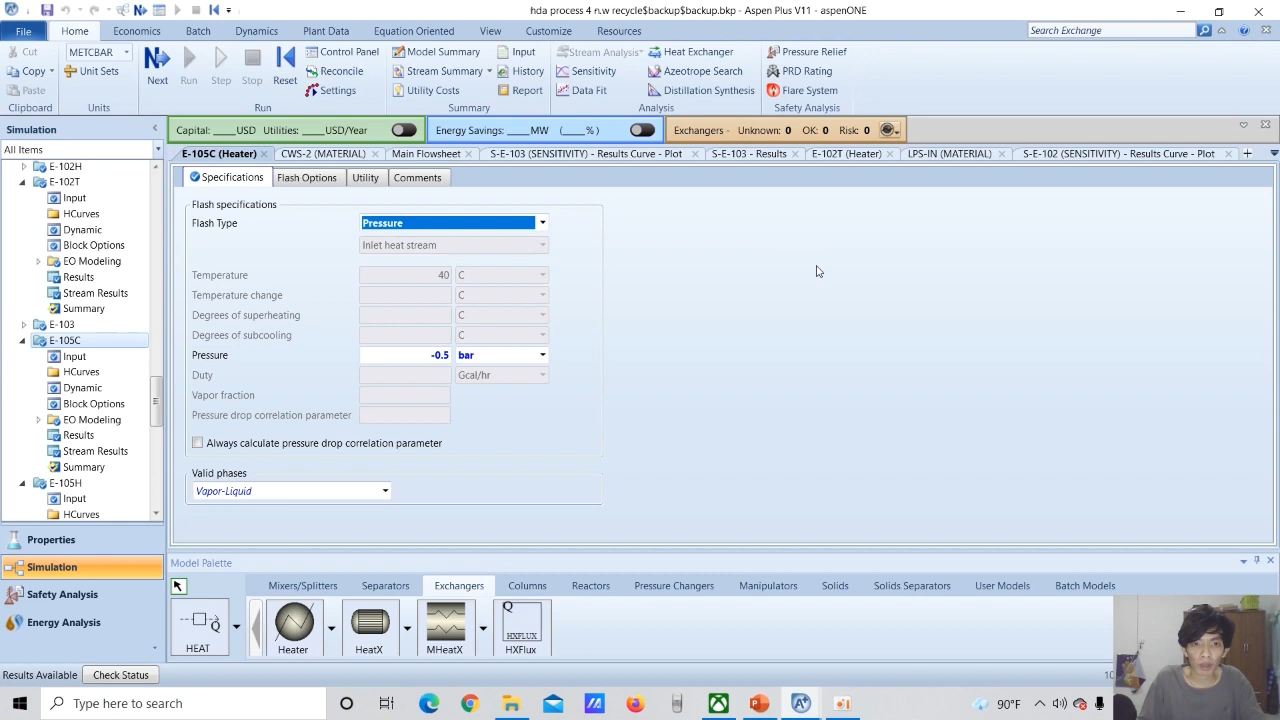 hda process 4 r.w recycle$backup$backup.bkp - Aspen Plus V11 - aspenONE
File Home Economics Batch Dynamics Plant Data Equation Oriented View Customize Resources Search Exchange
Cut METCBAR Control Panel Model Summary Input Stream Analysis Heat Exchanger Pressure Relief
Copy Unit Sets Next Run Step Stop Reset Reconcile Stream Summary History Sensitivity Azeotrope Search PRD Rating
Paste Settings Utility Costs Report Data Fit Distillation Synthesis Flare System
Clipboard Units Run Summary Analysis Safety Analysis
Simulation Capital: USD Utilities: USD/Year Energy Savings: MW ( %) Exchangers - Unknown: 0 OK: 0 Risk: 0
All Items E-105C (Heater) CWS-2 (MATERIAL) Main Flowsheet S-E-103 (SENSITIVITY) - Results Curve - Plot S-E-103 - Results E-102T (Heater) LPS-IN (MATERIAL) S-E-102 (SENSITIVITY) - Results Curve - Plot
E-102H
E-102T
Input
HCurves
Dynamic
Block Options
EO Modeling
Results
Stream Results
Summary
E-103
E-105C
Input
HCurves
Dynamic
Block Options
EO Modeling
Results
Stream Results
Summary
E-105H
Input
HCurves
Specifications Flash Options Utility Comments
Flash specifications
Flash Type Pressure
Inlet heat stream
Temperature 40 C
Temperature change C
Degrees of superheating C
Degrees of subcooling C
Pressure -0.5 bar
Duty Gcal/hr
Vapor fraction
Pressure drop correlation parameter
Always calculate pressure drop correlation parameter
Valid phases
Vapor-Liquid
Properties
Simulation
Safety Analysis
Energy Analysis
Model Palette
Mixers/Splitters Separators Exchangers Columns Reactors Pressure Changers Manipulators Solids Solids Separators User Models Batch Models
Q
Q
HXFLUX
HEAT Heater HeatX MHeatX HXFlux
Results Available Check Status
Type here to search
90°F